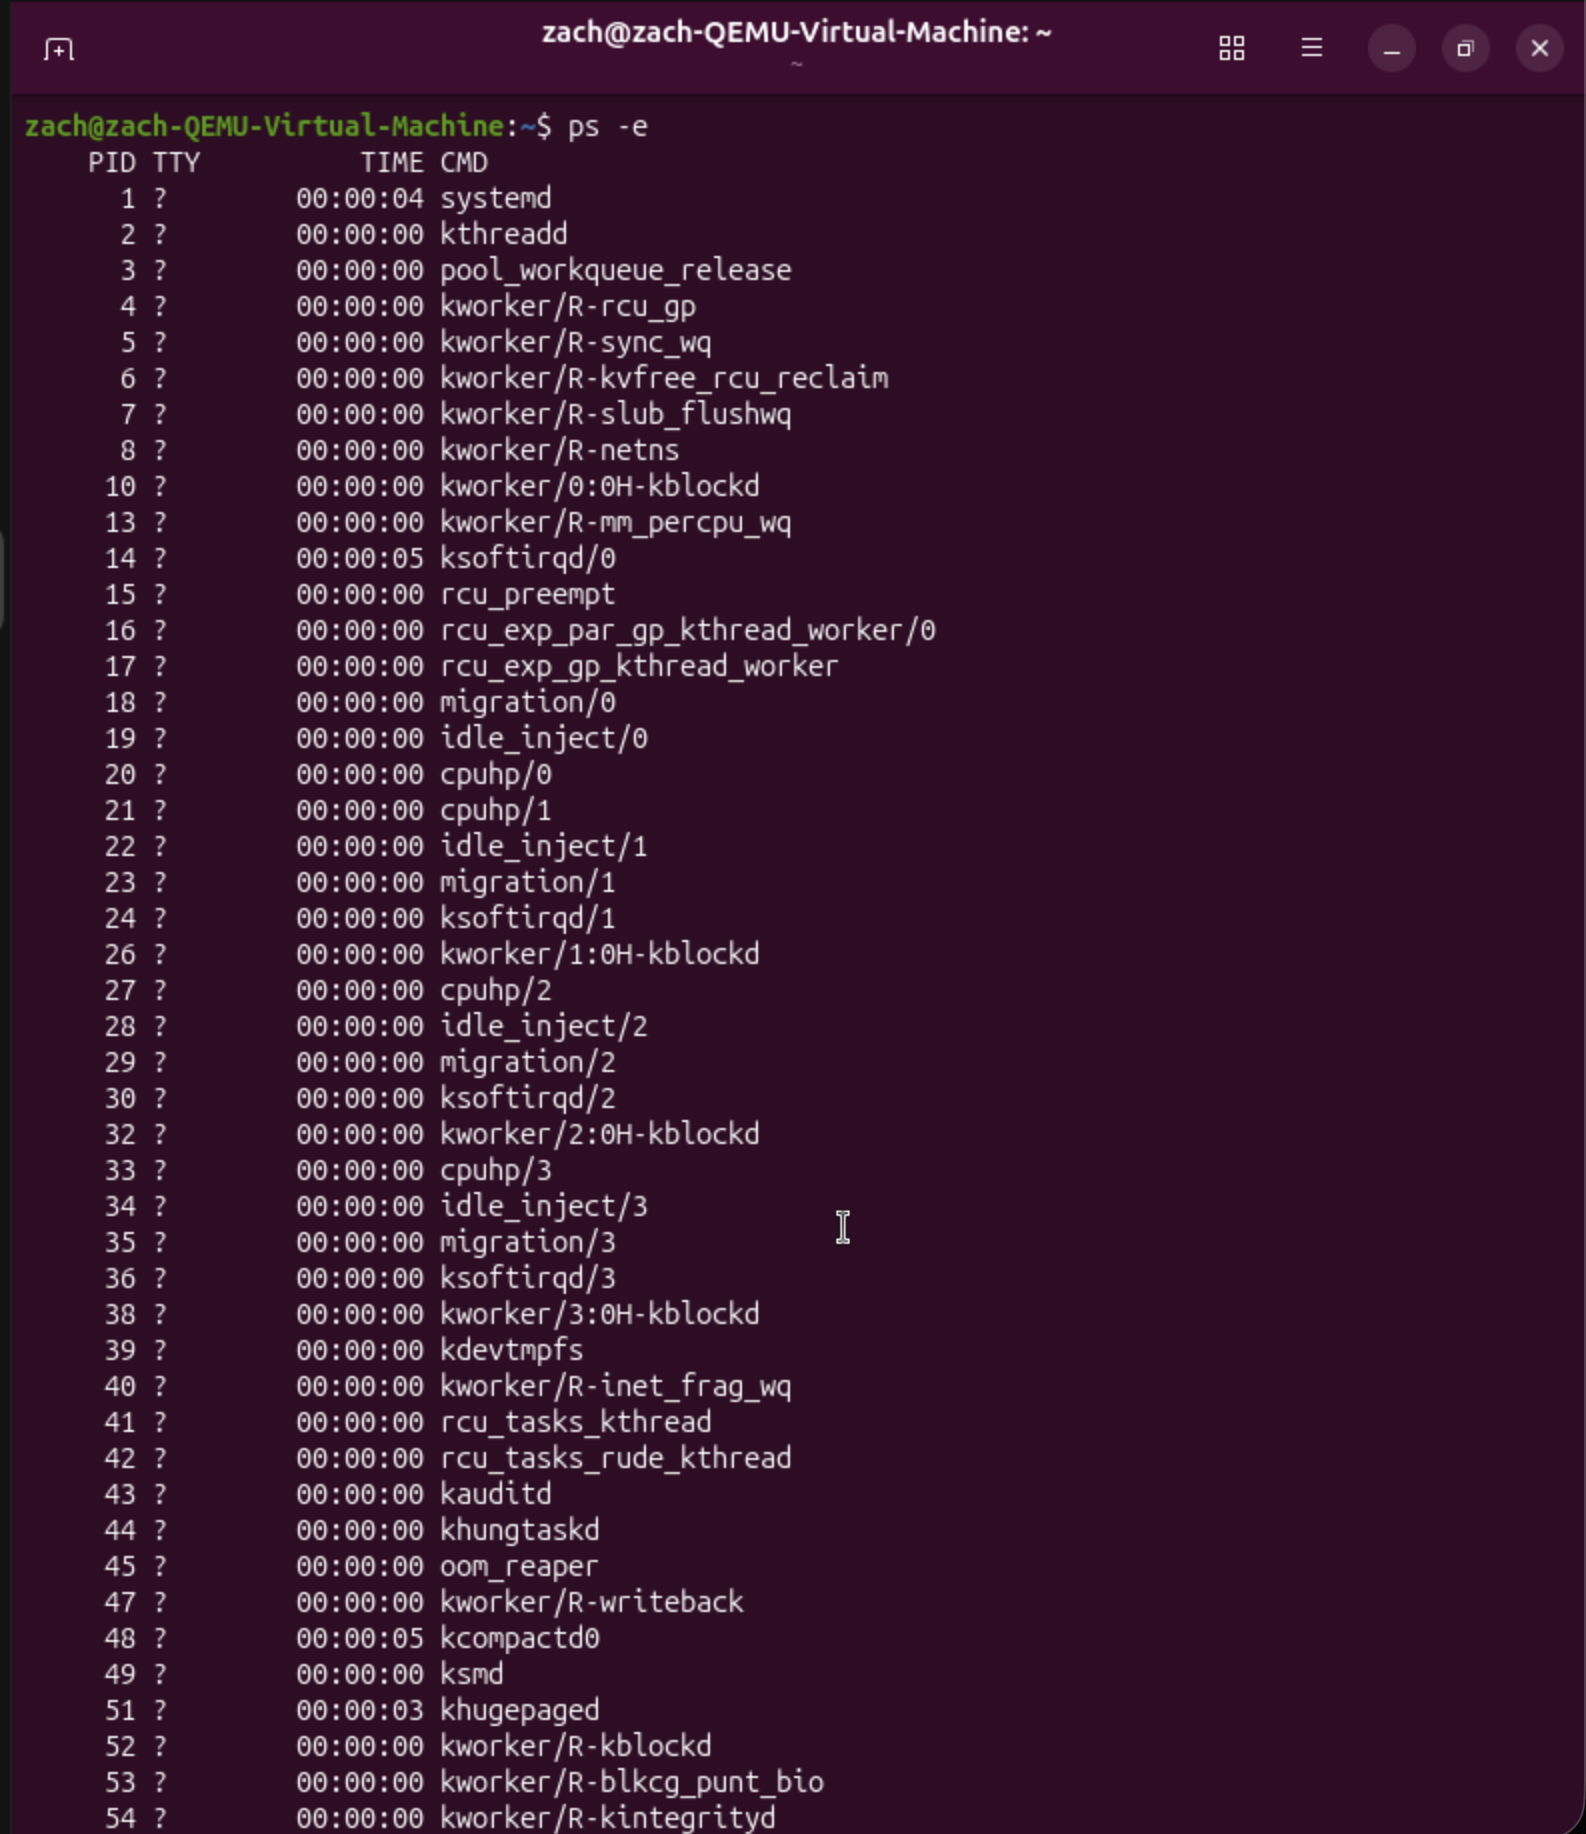 zach@zach-QEMU-Virtual-Machine: ~
~
zach@zach-QEMU-Virtual-Machine:~$ ps -e
    PID TTY          TIME CMD
      1 ?        00:00:04 systemd
      2 ?        00:00:00 kthreadd
      3 ?        00:00:00 pool_workqueue_release
      4 ?        00:00:00 kworker/R-rcu_gp
      5 ?        00:00:00 kworker/R-sync_wq
      6 ?        00:00:00 kworker/R-kvfree_rcu_reclaim
      7 ?        00:00:00 kworker/R-slub_flushwq
      8 ?        00:00:00 kworker/R-netns
     10 ?        00:00:00 kworker/0:0H-kblockd
     13 ?        00:00:00 kworker/R-mm_percpu_wq
     14 ?        00:00:05 ksoftirqd/0
     15 ?        00:00:00 rcu_preempt
     16 ?        00:00:00 rcu_exp_par_gp_kthread_worker/0
     17 ?        00:00:00 rcu_exp_gp_kthread_worker
     18 ?        00:00:00 migration/0
     19 ?        00:00:00 idle_inject/0
     20 ?        00:00:00 cpuhp/0
     21 ?        00:00:00 cpuhp/1
     22 ?        00:00:00 idle_inject/1
     23 ?        00:00:00 migration/1
     24 ?        00:00:00 ksoftirqd/1
     26 ?        00:00:00 kworker/1:0H-kblockd
     27 ?        00:00:00 cpuhp/2
     28 ?        00:00:00 idle_inject/2
     29 ?        00:00:00 migration/2
     30 ?        00:00:00 ksoftirqd/2
     32 ?        00:00:00 kworker/2:0H-kblockd
     33 ?        00:00:00 cpuhp/3
     34 ?        00:00:00 idle_inject/3
     35 ?        00:00:00 migration/3
     36 ?        00:00:00 ksoftirqd/3
     38 ?        00:00:00 kworker/3:0H-kblockd
     39 ?        00:00:00 kdevtmpfs
     40 ?        00:00:00 kworker/R-inet_frag_wq
     41 ?        00:00:00 rcu_tasks_kthread
     42 ?        00:00:00 rcu_tasks_rude_kthread
     43 ?        00:00:00 kauditd
     44 ?        00:00:00 khungtaskd
     45 ?        00:00:00 oom_reaper
     47 ?        00:00:00 kworker/R-writeback
     48 ?        00:00:05 kcompactd0
     49 ?        00:00:00 ksmd
     51 ?        00:00:03 khugepaged
     52 ?        00:00:00 kworker/R-kblockd
     53 ?        00:00:00 kworker/R-blkcg_punt_bio
     54 ?        00:00:00 kworker/R-kintegrityd